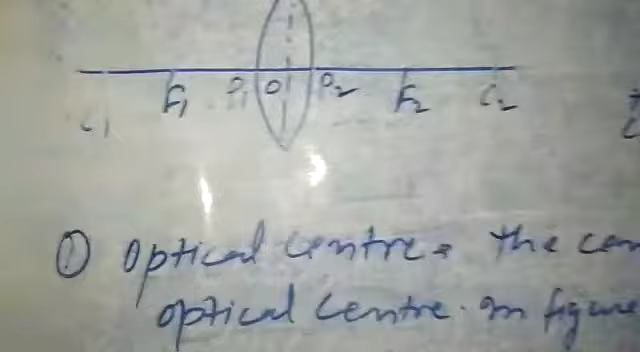 C1 F1 P1 O P2 F2 C2
① Optical Centre: the cen
optical Centre. In figure